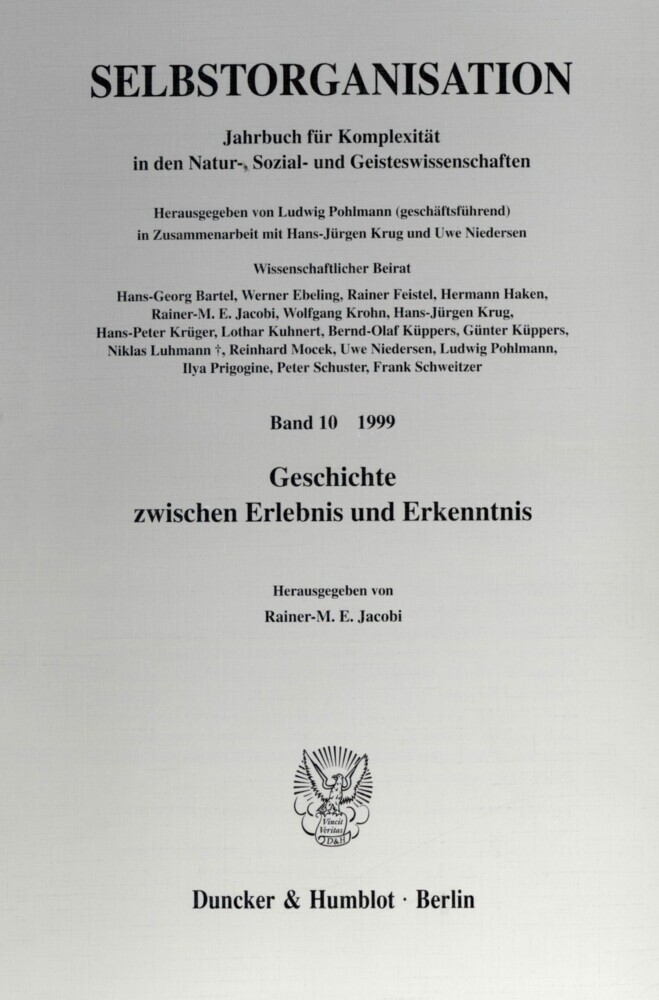 SELBSTORGANISATION
Jahrbuch für Komplexität
in den Natur-, Sozial- und Geisteswissenschaften
Herausgegeben von Ludwig Pohlmann (geschäftsführend)
in Zusammenarbeit mit Hans-Jürgen Krug und Uwe Niedersen
Wissenschaftlicher Beirat
Hans-Georg Bartel, Werner Ebeling, Rainer Feistel, Hermann Haken,
Rainer-M. E. Jacobi, Wolfgang Krohn, Hans-Jürgen Krug,
Hans-Peter Krüger, Lothar Kuhnert, Bernd-Olaf Küppers, Günter Küppers,
Niklas Luhmann †, Reinhard Mocek, Uwe Niedersen, Ludwig Pohlmann,
Ilya Prigogine, Peter Schuster, Frank Schweitzer
Band 10 1999
Geschichte
zwischen Erlebnis und Erkenntnis
Herausgegeben von
Rainer-M. E. Jacobi
Vincit
Veritas
D&H
Duncker & Humblot · Berlin